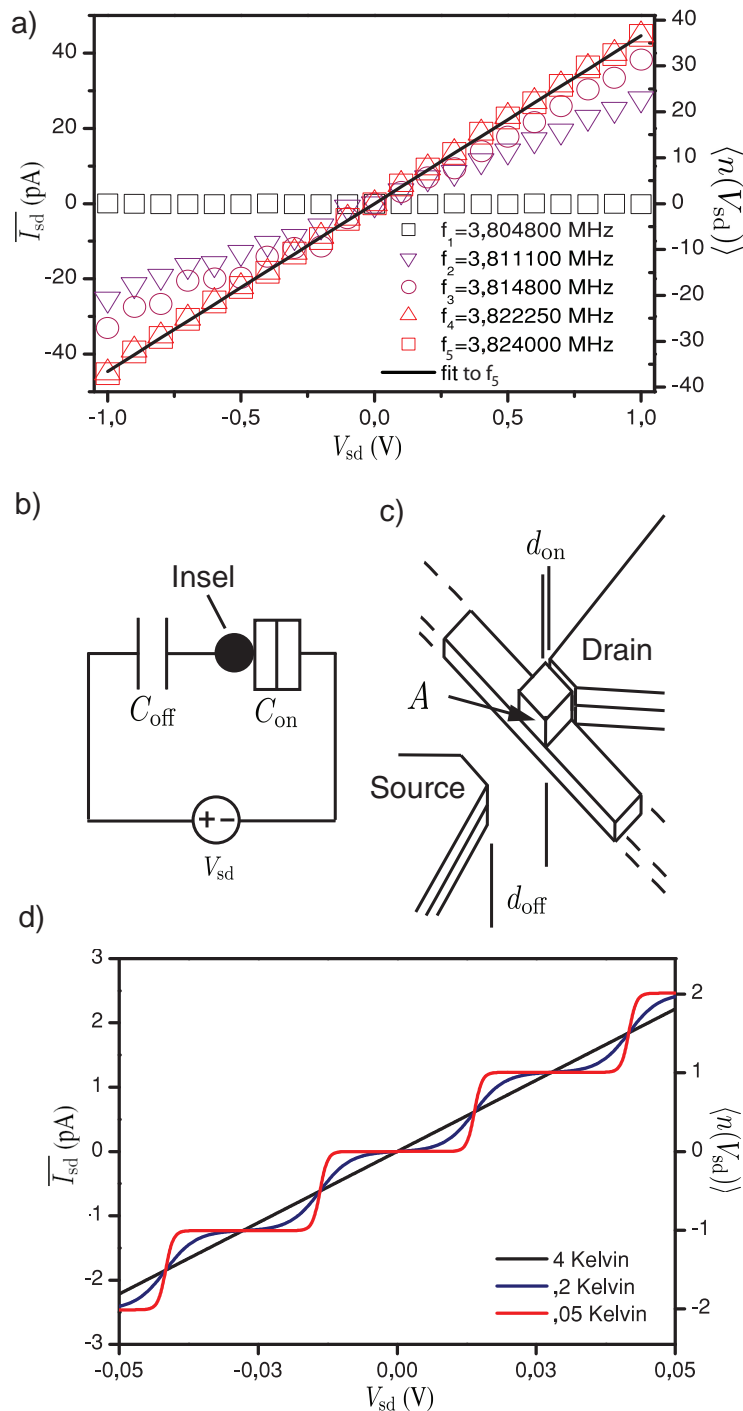 a)
40
20
0
-20
-40
I̅sd (pA)
40
30
20
10
0
-10
-20
-30
-40
⟨n(Vsd)⟩
f1=3,804800 MHz
f2=3,811100 MHz
f3=3,814800 MHz
f4=3,822250 MHz
f5=3,824000 MHz
fit to f5
-1,0 -0,5 0,0 0,5 1,0
Vsd (V)
b)
Insel
Coff Con
+ -
Vsd
c)
don
Drain
A
Source
doff
d)
3
2
1
0
-1
-2
-3
I̅sd (pA)
2
1
0
-1
-2
⟨n(Vsd)⟩
4 Kelvin
,2 Kelvin
,05 Kelvin
-0,05 -0,03 0,00 0,03 0,05
Vsd (V)